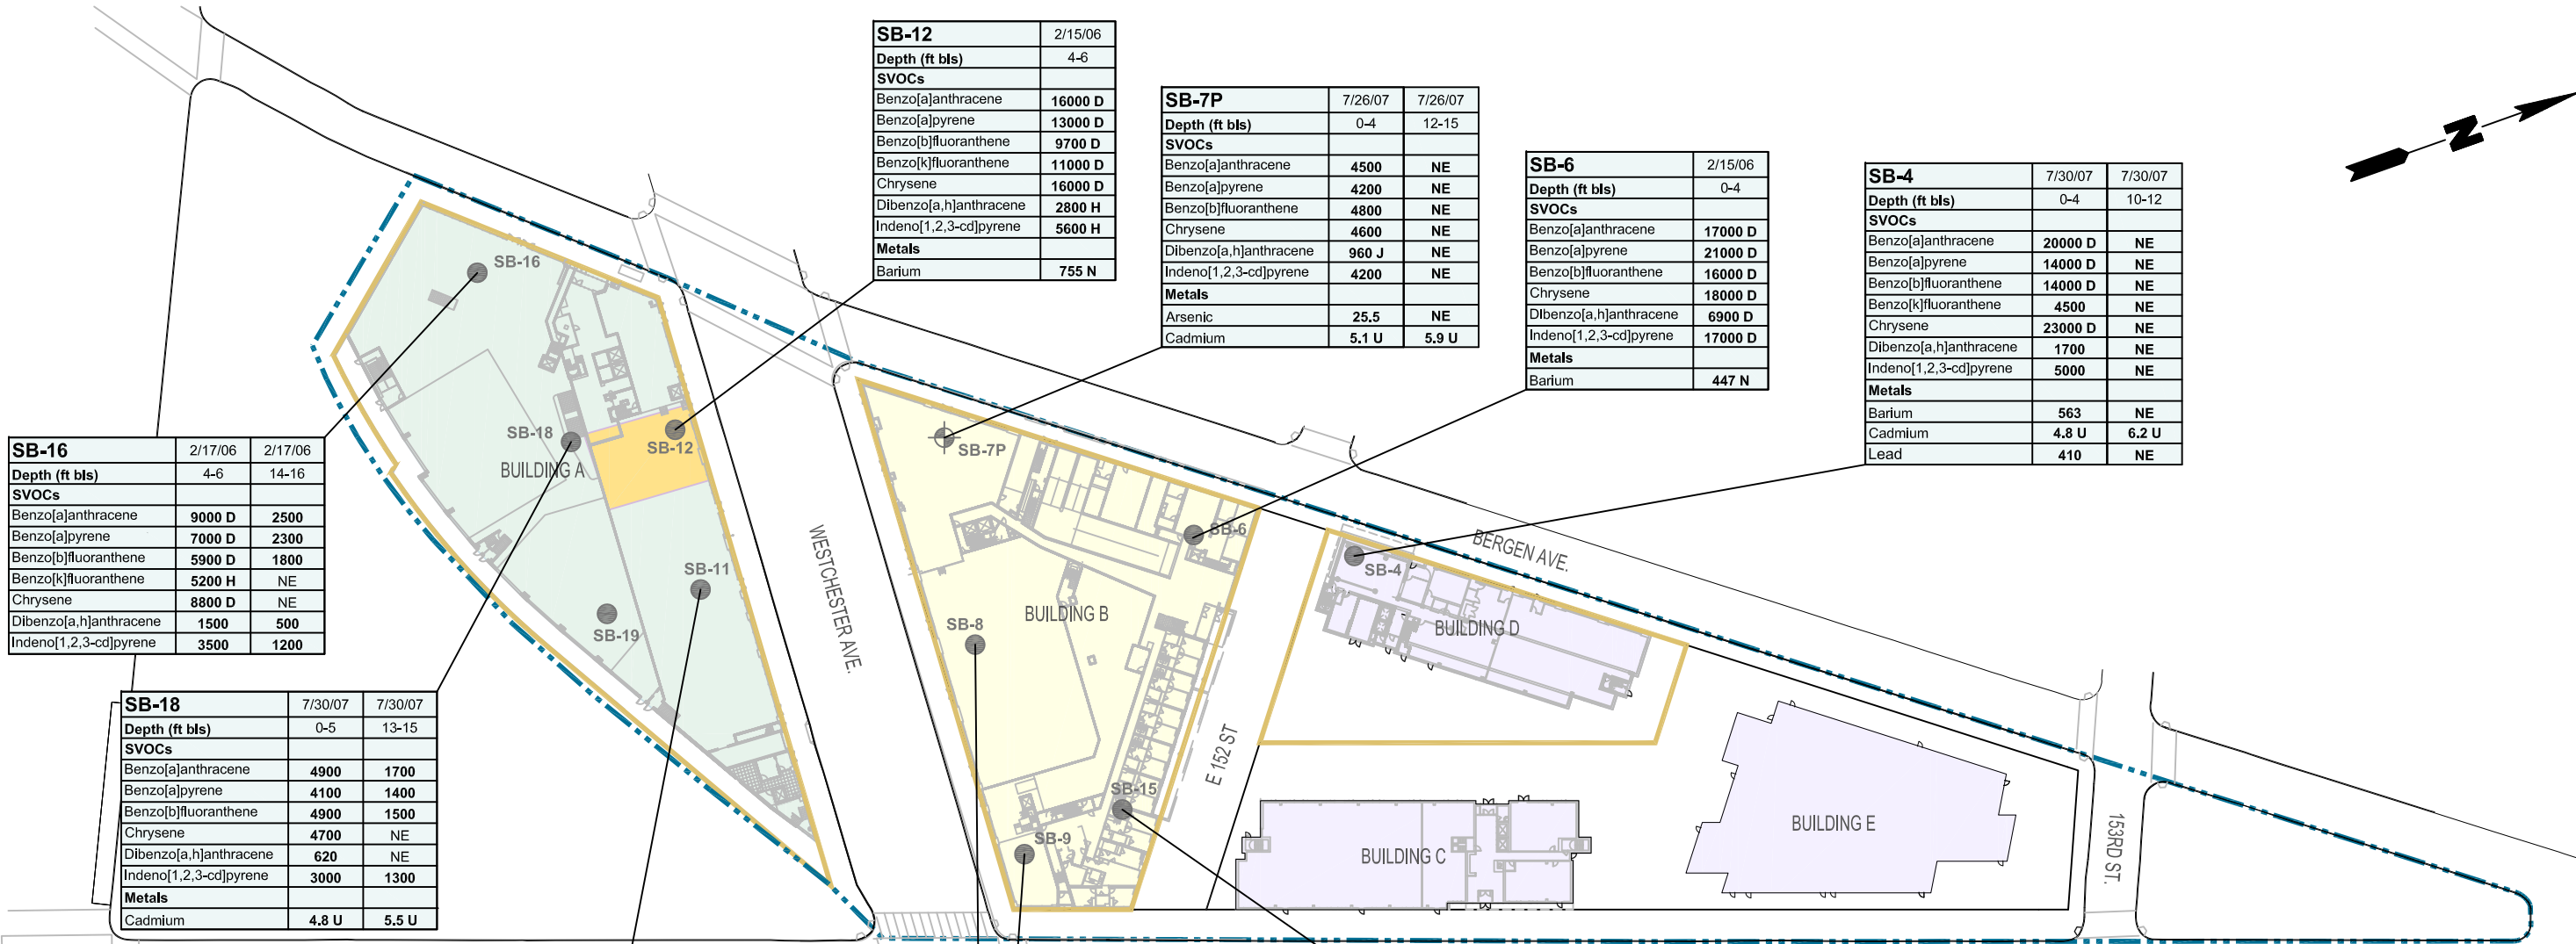 SB-12 2/15/06
Depth (ft bls) 4-6
SVOCs
Benzo[a]anthracene 16000 D
Benzo[a]pyrene 13000 D
Benzo[b]fluoranthene 9700 D
Benzo[k]fluoranthene 11000 D
Chrysene 16000 D
Dibenzo[a,h]anthracene 2800 H
Indeno[1,2,3-cd]pyrene 5600 H
Metals
Barium 755 N
SB-7P 7/26/07 7/26/07
Depth (ft bls) 0-4 12-15
SVOCs
Benzo[a]anthracene 4500 NE
Benzo[a]pyrene 4200 NE
Benzo[b]fluoranthene 4800 NE
Chrysene 4600 NE
Dibenzo[a,h]anthracene 960 J NE
Indeno[1,2,3-cd]pyrene 4200 NE
Metals
Arsenic 25.5 NE
Cadmium 5.1 U 5.9 U
SB-6 2/15/06
Depth (ft bls) 0-4
SVOCs
Benzo[a]anthracene 17000 D
Benzo[a]pyrene 21000 D
Benzo[b]fluoranthene 16000 D
Chrysene 18000 D
Dibenzo[a,h]anthracene 6900 D
Indeno[1,2,3-cd]pyrene 17000 D
Metals
Barium 447 N
SB-4 7/30/07 7/30/07
Depth (ft bls) 0-4 10-12
SVOCs
Benzo[a]anthracene 20000 D NE
Benzo[a]pyrene 14000 D NE
Benzo[b]fluoranthene 14000 D NE
Benzo[k]fluoranthene 4500 NE
Chrysene 23000 D NE
Dibenzo[a,h]anthracene 1700 NE
Indeno[1,2,3-cd]pyrene 5000 NE
Metals
Barium 563 NE
Cadmium 4.8 U 6.2 U
Lead 410 NE
N
SB-16 2/17/06 2/17/06
Depth (ft bls) 4-6 14-16
SVOCs
Benzo[a]anthracene 9000 D 2500
Benzo[a]pyrene 7000 D 2300
Benzo[b]fluoranthene 5900 D 1800
Benzo[k]fluoranthene 5200 H NE
Chrysene 8800 D NE
Dibenzo[a,h]anthracene 1500 500
Indeno[1,2,3-cd]pyrene 3500 1200
SB-18 7/30/07 7/30/07
Depth (ft bls) 0-5 13-15
SVOCs
Benzo[a]anthracene 4900 1700
Benzo[a]pyrene 4100 1400
Benzo[b]fluoranthene 4900 1500
Chrysene 4700 NE
Dibenzo[a,h]anthracene 620 NE
Indeno[1,2,3-cd]pyrene 3000 1300
Metals
Cadmium 4.8 U 5.5 U
SB-16
SB-18
SB-12
BUILDING A
SB-11
SB-19
WESTCHESTER AVE.
SB-7P
SB-6
BUILDING B
SB-8
SB-15
SB-9
E 152 ST
BERGEN AVE.
SB-4
BUILDING D
BUILDING C
BUILDING E
153RD ST.